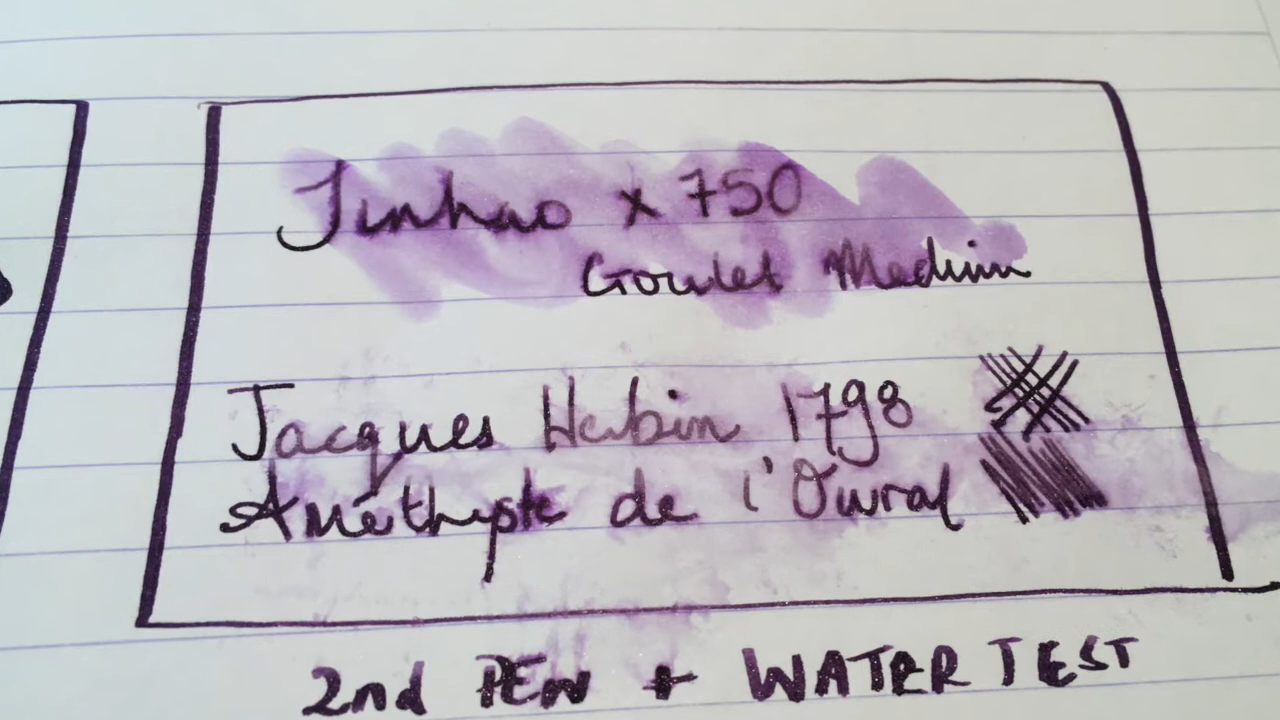 Jinhao x 750
Goulet Medium
Jacques Herbin 1798
Améthyste de l'Oural
2nd PEN + WATER TEST